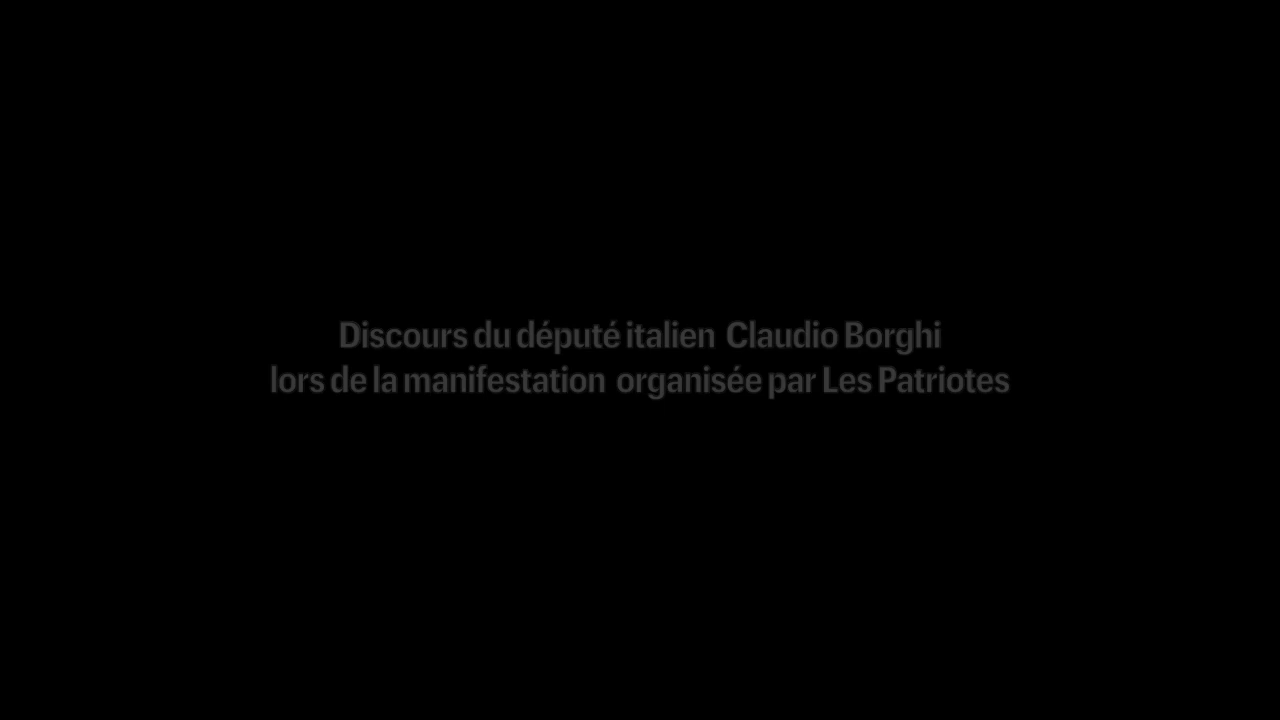 Discours du député italien Claudio Borghi
lors de la manifestation organisée par Les Patriotes